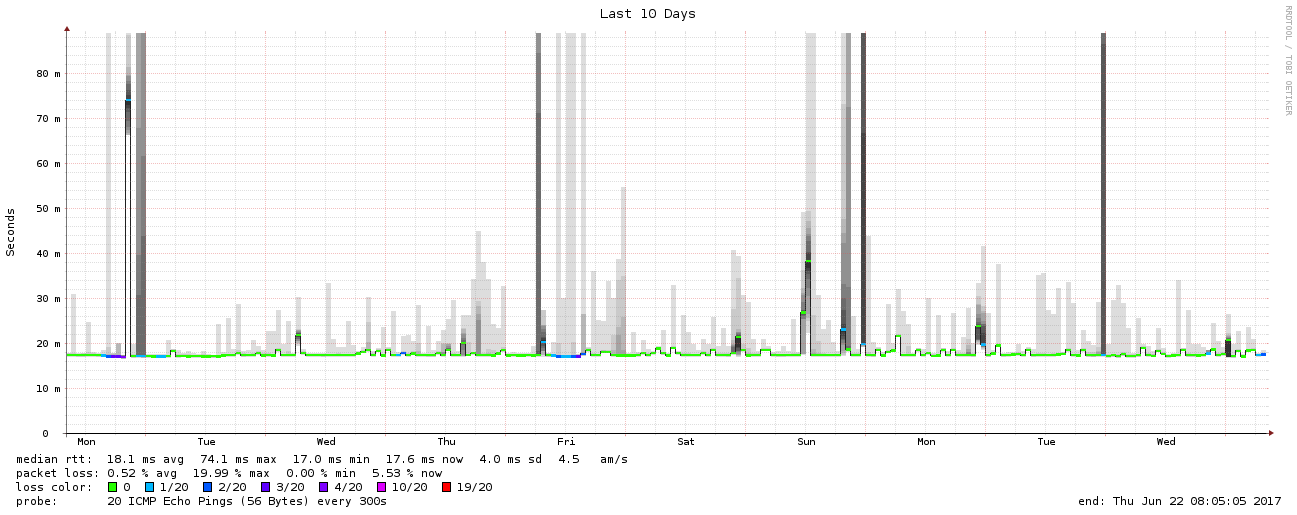 Last 10 Days
RRDTOOL / TOBI OETIKER
Seconds
80 m
70 m
60 m
50 m
40 m
30 m
20 m
10 m
0
Mon Tue Wed Thu Fri Sat Sun Mon Tue Wed
median rtt: 18.1 ms avg 74.1 ms max 17.0 ms min 17.6 ms now 4.0 ms sd 4.5 am/s
packet loss: 0.52 % avg 19.99 % max 0.00 % min 5.53 % now
loss color: 0 1/20 2/20 3/20 4/20 10/20 19/20
probe: 20 ICMP Echo Pings (56 Bytes) every 300s end: Thu Jun 22 08:05:05 2017